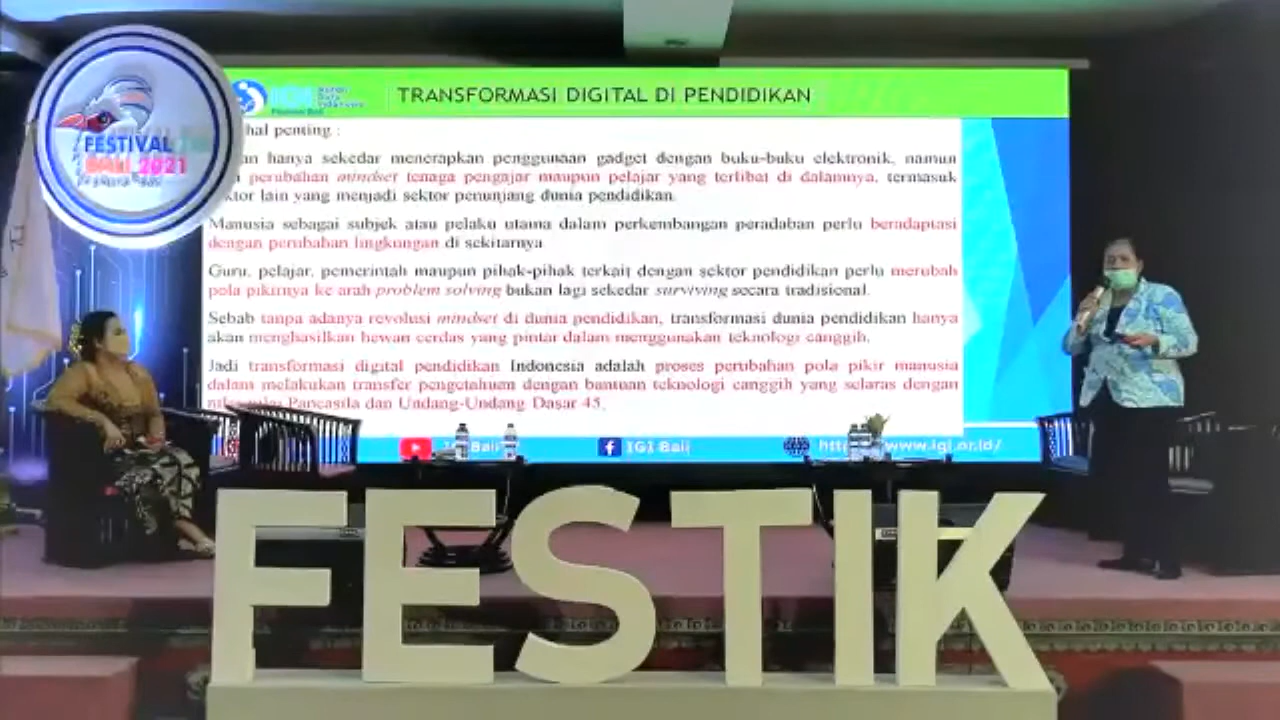 FESTIVAL
BALI 2021
IGI
TRANSFORMASI DIGITAL DI PENDIDIKAN
hal penting :
hanya sekedar menerapkan penggunaan gadget dengan buku-buku elektronik, namun
perubahan mindset tenaga pengajar maupun pelajar yang terlibat di dalamnya, termasuk
sektor lain yang menjadi sektor penunjang dunia pendidikan.
Manusia sebagai subjek atau pelaku utama dalam perkembangan peradaban perlu beradaptasi
dengan perubahan lingkungan di sekitarnya
Guru, pelajar, pemerintah maupun pihak-pihak terkait dengan sektor pendidikan perlu merubah
pola pikirnya ke arah problem solving bukan lagi sekedar surviving secara tradisional.
Sebab tanpa adanya revolusi mindset di dunia pendidikan, transformasi dunia pendidikan hanya
akan menghasilkan hewan cerdas yang pintar dalam menggunakan teknologi canggih.
Jadi transformasi digital pendidikan Indonesia adalah proses perubahan pola pikir manusia
dalam melakukan transfer pengetahuan dengan bantuan teknologi canggih yang selaras dengan
Pancasila dan Undang-Undang Dasar 45.
IGI Bali
IGI Bali
www.igi.or.id/
FESTIK